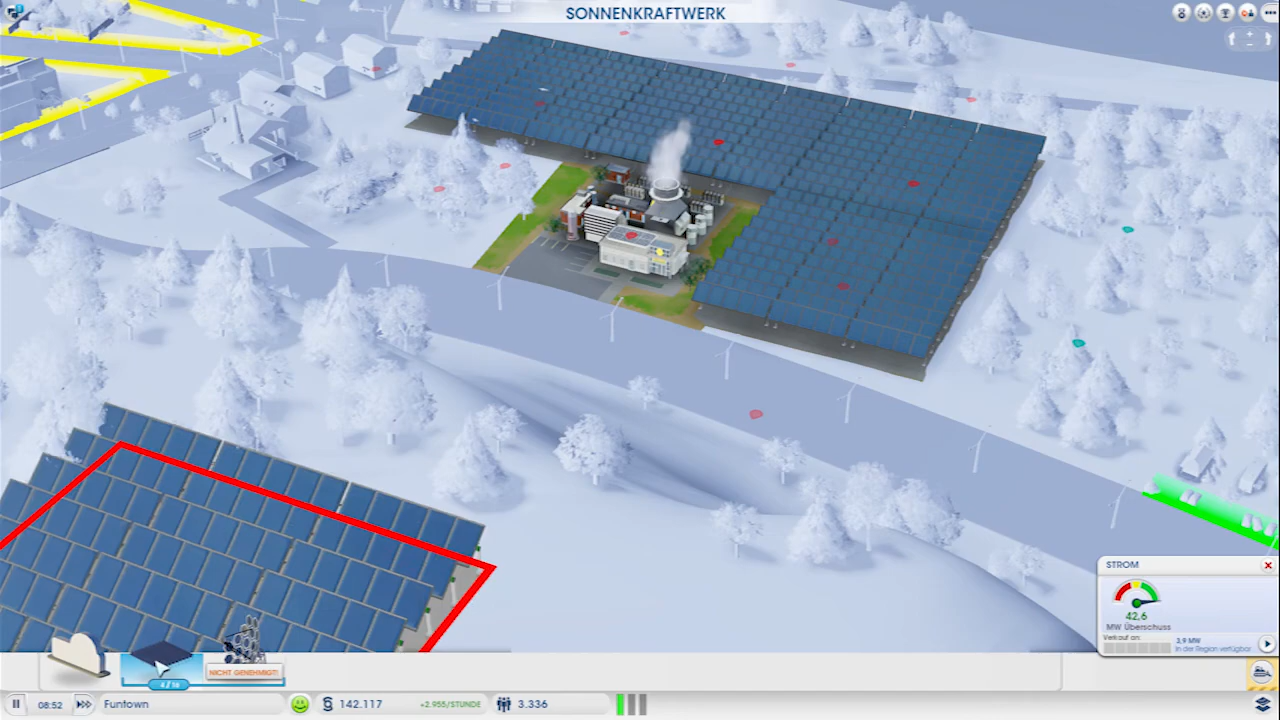 SONNENKRAFTWERK
STROM
42,6
MW Überschuss
Verkauf an:
3,9 MW
in der Region verfügbar
NICHT GENEHMIGT!
4 / 16
08:52
Funtown
142.117
+2.955/STUNDE
3.336